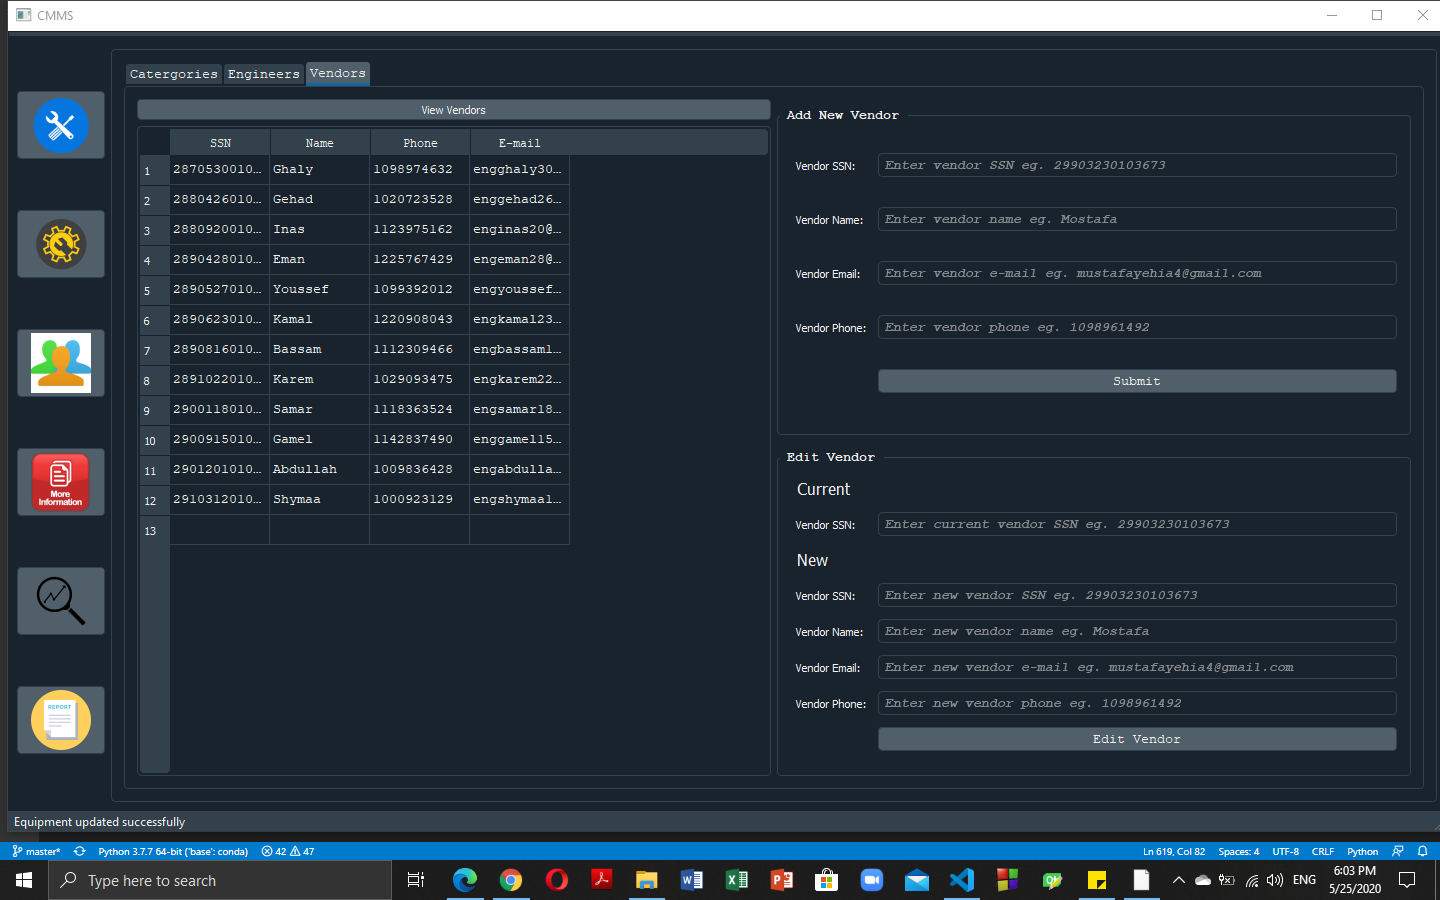 CMMS
Catergories Engineers Vendors
View Vendors
SSN Name Phone E-mail
1 2870530010... Ghaly 1098974632 engghaly30...
2 2880426010... Gehad 1020723528 enggehad26...
3 2880920010... Inas 1123975162 enginas20@...
4 2890428010... Eman 1225767429 engeman28@...
5 2890527010... Youssef 1099392012 engyoussef...
6 2890623010... Kamal 1220908043 engkamal23...
7 2890816010... Bassam 1112309466 engbassam1...
8 2891022010... Karem 1029093475 engkarem22...
9 2900118010... Samar 1118363524 engsamar18...
10 2900915010... Gamel 1142837490 enggamel15...
11 2901201010... Abdullah 1009836428 engabdulla...
12 2910312010... Shymaa 1000923129 engshymaa1...
13
Add New Vendor
Vendor SSN: Enter vendor SSN eg. 29903230103673
Vendor Name: Enter vendor name eg. Mostafa
Vendor Email: Enter vendor e-mail eg. mustafayehia4@gmail.com
Vendor Phone: Enter vendor phone eg. 1098961492
Submit
Edit Vendor
Current
Vendor SSN: Enter current vendor SSN eg. 29903230103673
New
Vendor SSN: Enter new vendor SSN eg. 29903230103673
Vendor Name: Enter new vendor name eg. Mostafa
Vendor Email: Enter new vendor e-mail eg. mustafayehia4@gmail.com
Vendor Phone: Enter new vendor phone eg. 1098961492
Edit Vendor
More
Information
REPORT
Equipment updated successfully
master* Python 3.7.7 64-bit ('base': conda) 42 47 Ln 619, Col 82 Spaces: 4 UTF-8 CRLF Python
Type here to search
ENG
6:03 PM
5/25/2020